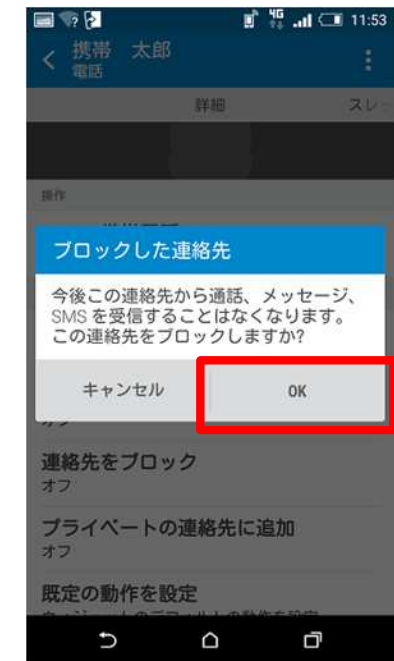 4G 11:53
携帯 太郎
電話
詳細 スレ
操作
ブロックした連絡先
今後この連絡先から通話、メッセージ、
SMS を受信することはなくなります。
この連絡先をブロックしますか?
キャンセル OK
オフ
連絡先をブロック
オフ
プライベートの連絡先に追加
オフ
既定の動作を設定